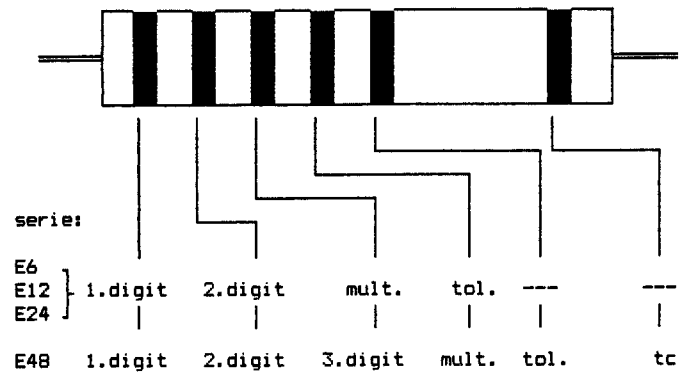 serie:
E6
E12 1.digit 2.digit mult. tol. --- ---
E24
E48 1.digit 2.digit 3.digit mult. tol. tc